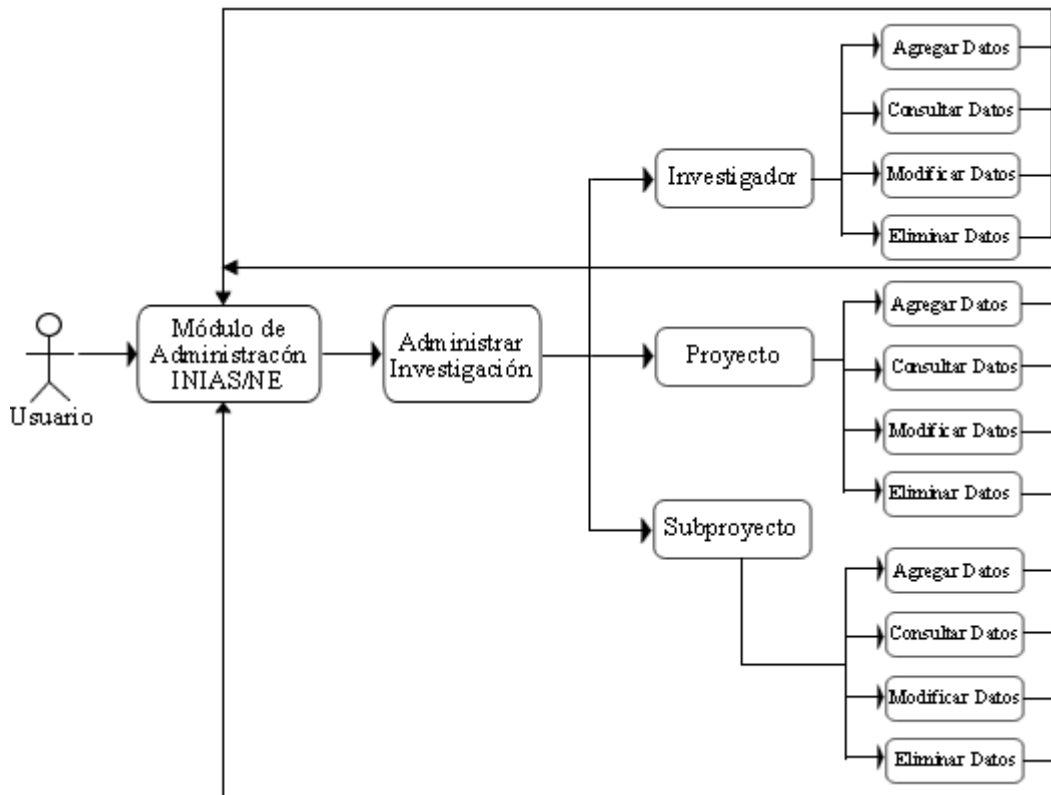 Agregar Datos
Consultar Datos
Investigador
Modificar Datos
Eliminar Datos
Usuario
Módulo de
Administracón
INIAS/NE
Administrar
Investigación
Proyecto
Agregar Datos
Consultar Datos
Modificar Datos
Eliminar Datos
Subproyecto
Agregar Datos
Consultar Datos
Modificar Datos
Eliminar Datos